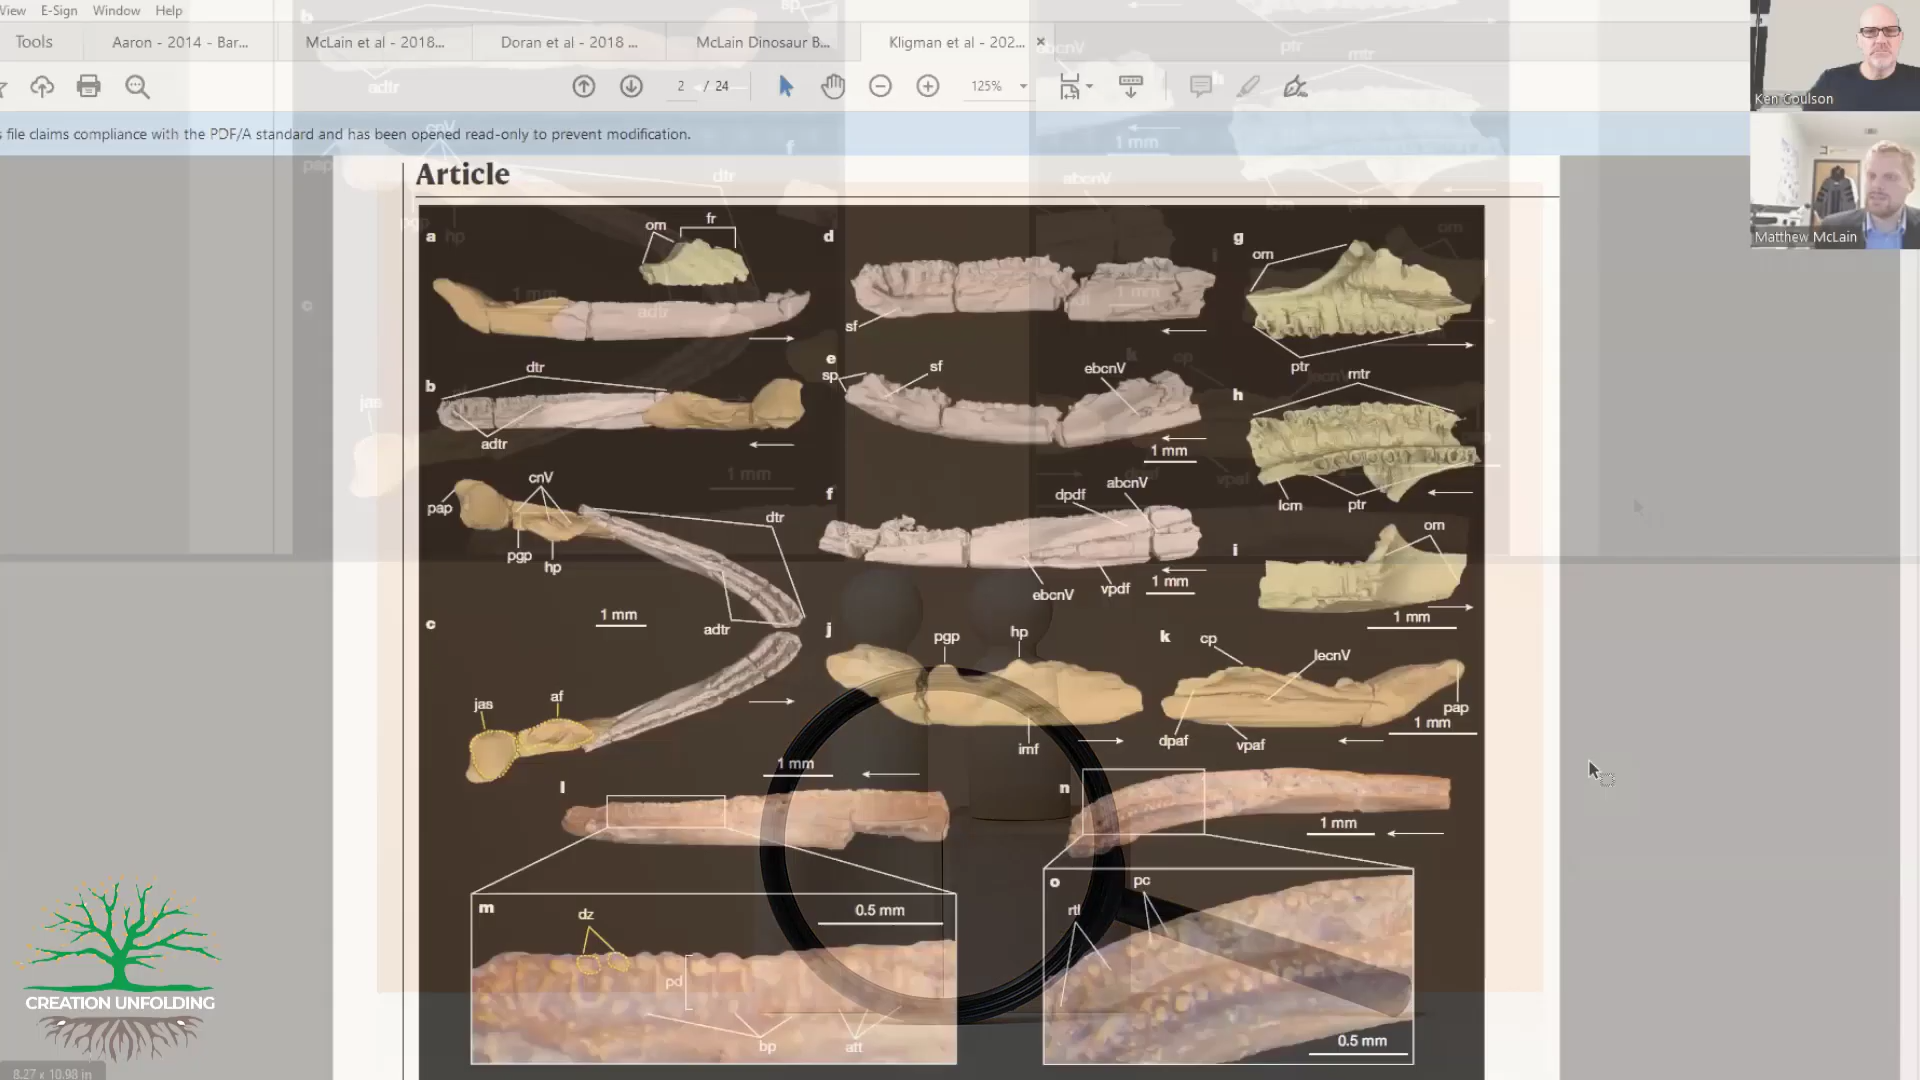 View E-Sign Window Help
Tools Aaron - 2014 - Bar... McLain et al - 2018... Doran et al - 2018 ... McLain Dinosaur B... Kligman et al - 202... ×
2 / 24 125%
file claims compliance with the PDF/A standard and has been opened read-only to prevent modification.
Ken Coulson
Matthew McLain
Article
a om fr
b dtr adtr
cnV pap pgp hp dtr
c 1 mm adtr
jas af
d sf
e sp sf ebcnV 1 mm
f dpdf abcnV ebcnV vpdf 1 mm
g om ptr
h mtr lcm ptr
i om 1 mm
j pgp hp imf 1 mm
k cp lecnV pap dpaf vpaf 1 mm
l
m dz pd bp att 0.5 mm
n 1 mm
o pc rtl 0.5 mm
CREATION UNFOLDING
8.27 x 10.98 in